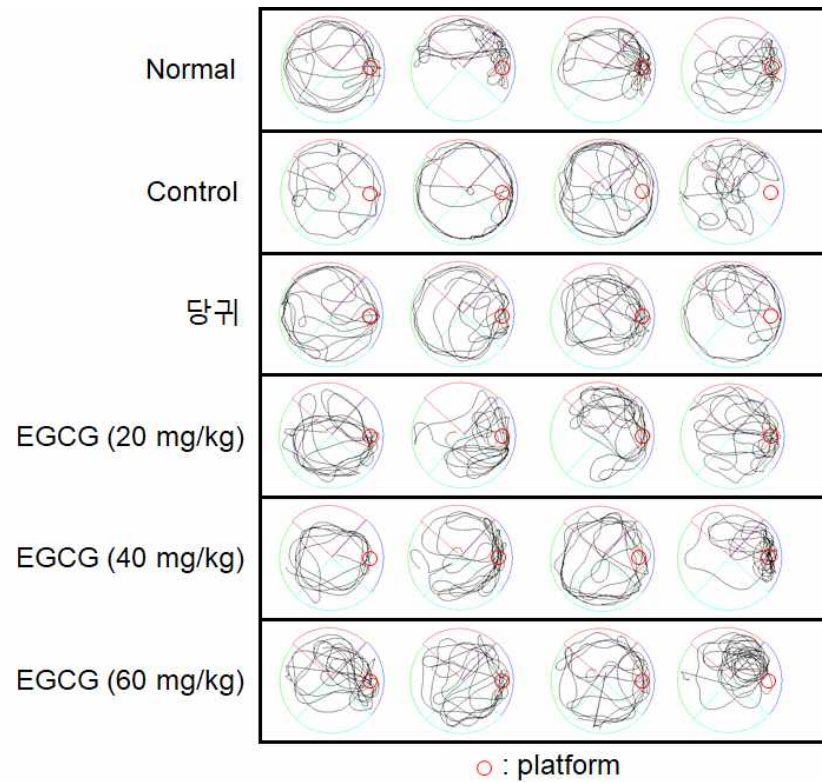 Normal
Control
당귀
EGCG (20 mg/kg)
EGCG (40 mg/kg)
EGCG (60 mg/kg)
: platform